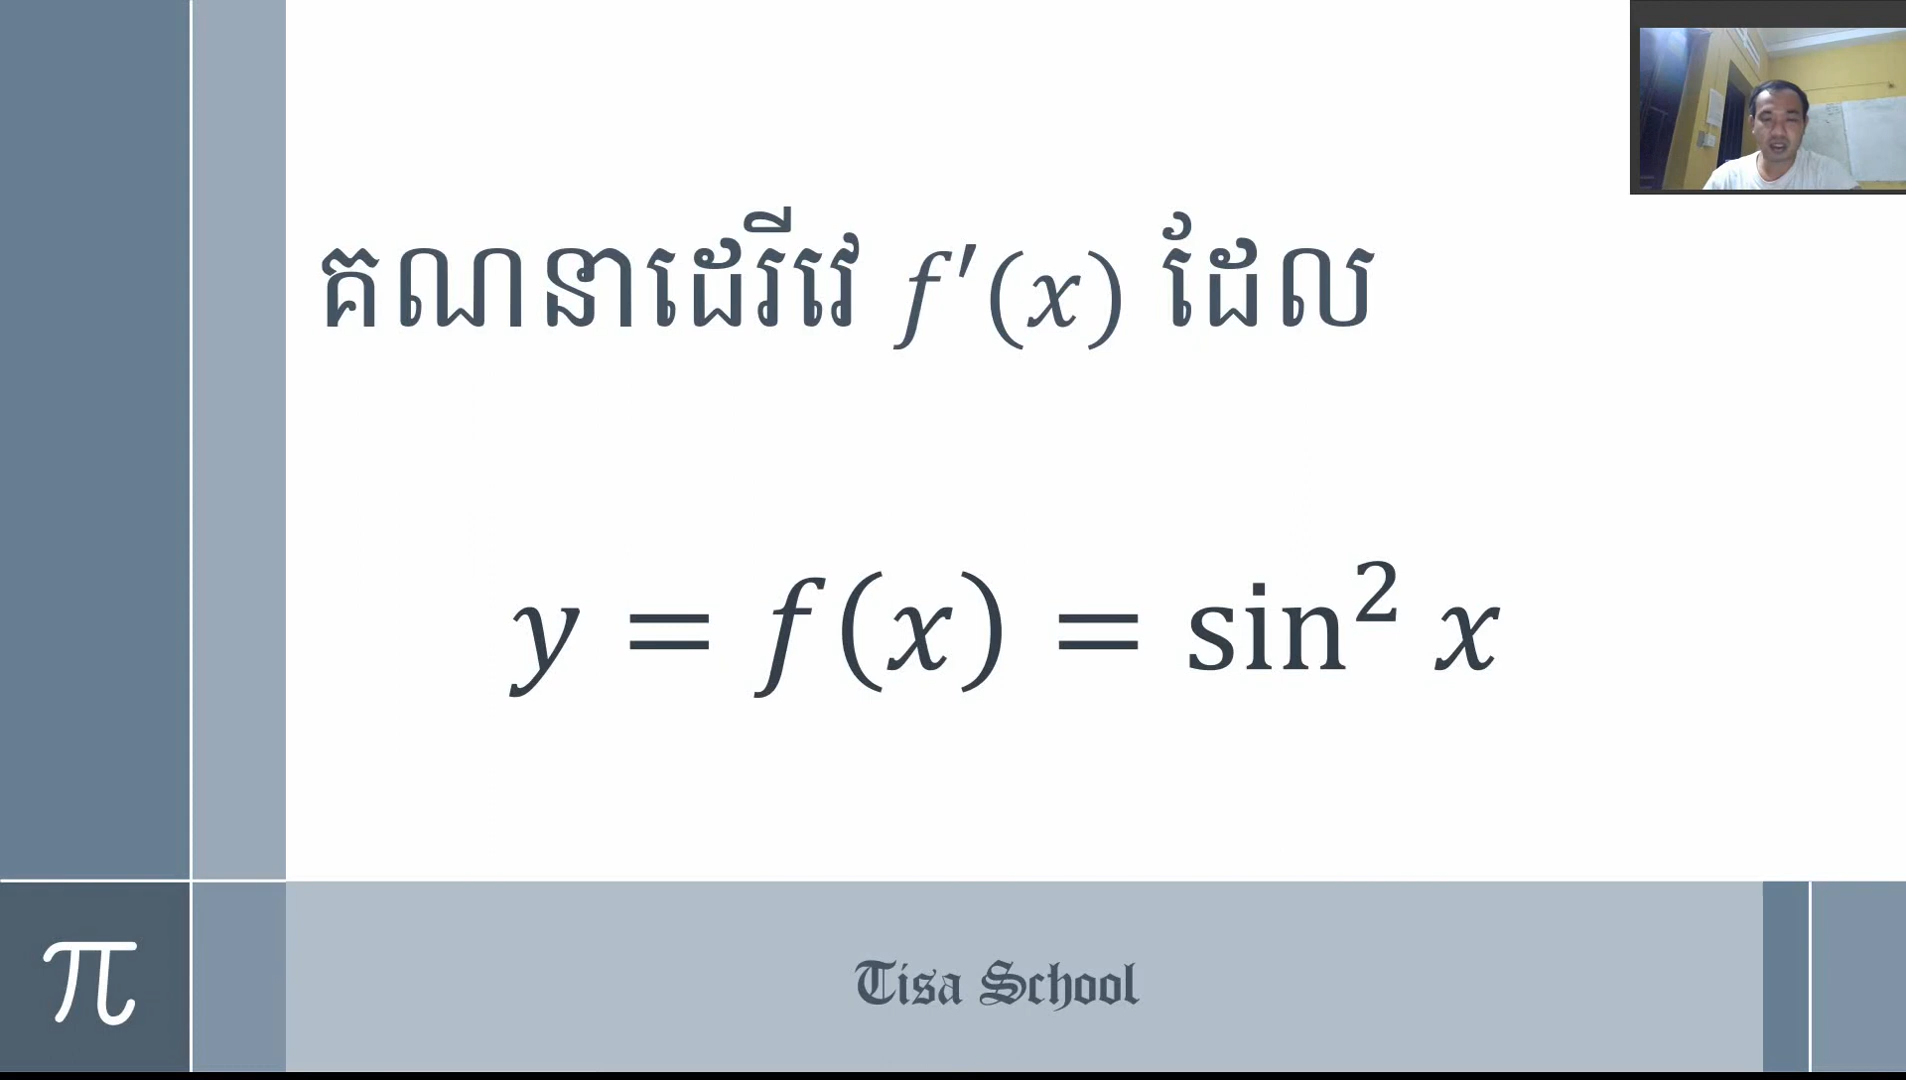 គណនាដេរីវេ f′(x) ដែល
y = f(x) = sin² x
π
Tisa School